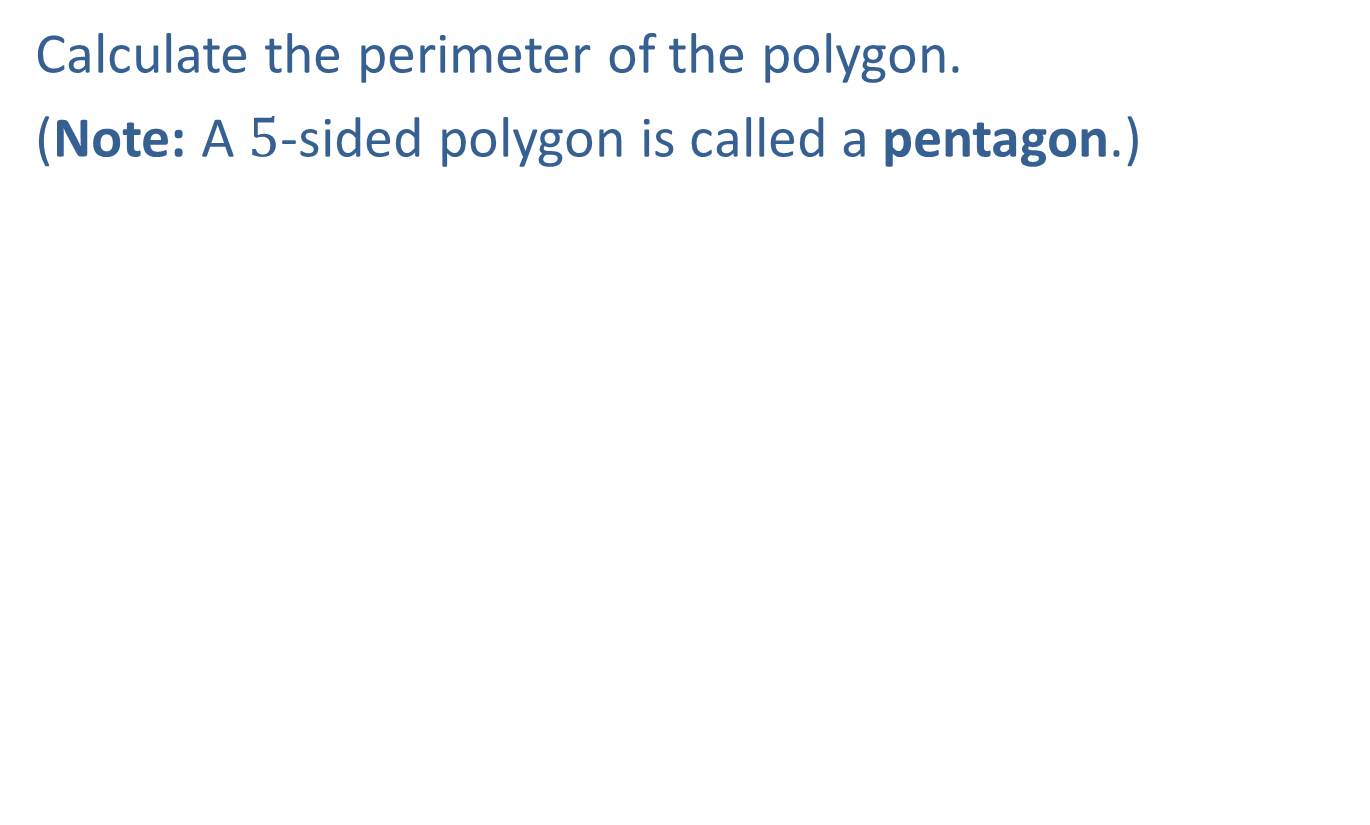 Calculate the perimeter of the polygon.
(Note: A 5-sided polygon is called a pentagon.)